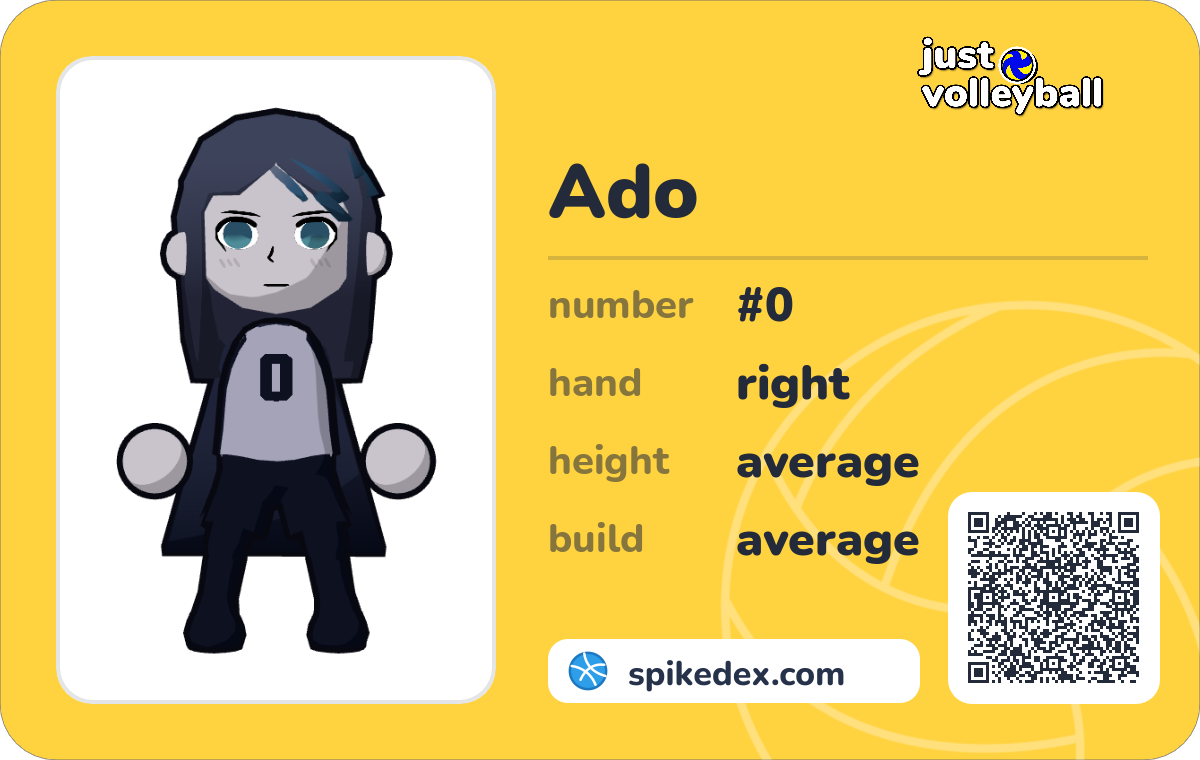 just
volleyball
Ado
number #0
hand right
height average
build average
0
spikedex.com